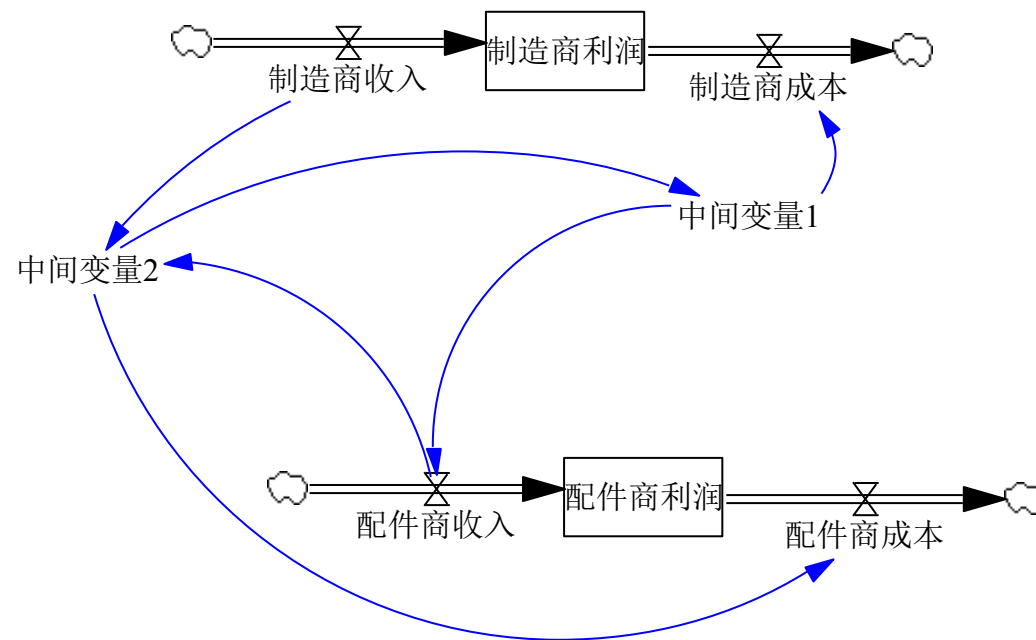 制造商利润
制造商收入
制造商成本
中间变量1
中间变量2
配件商利润
配件商收入
配件商成本